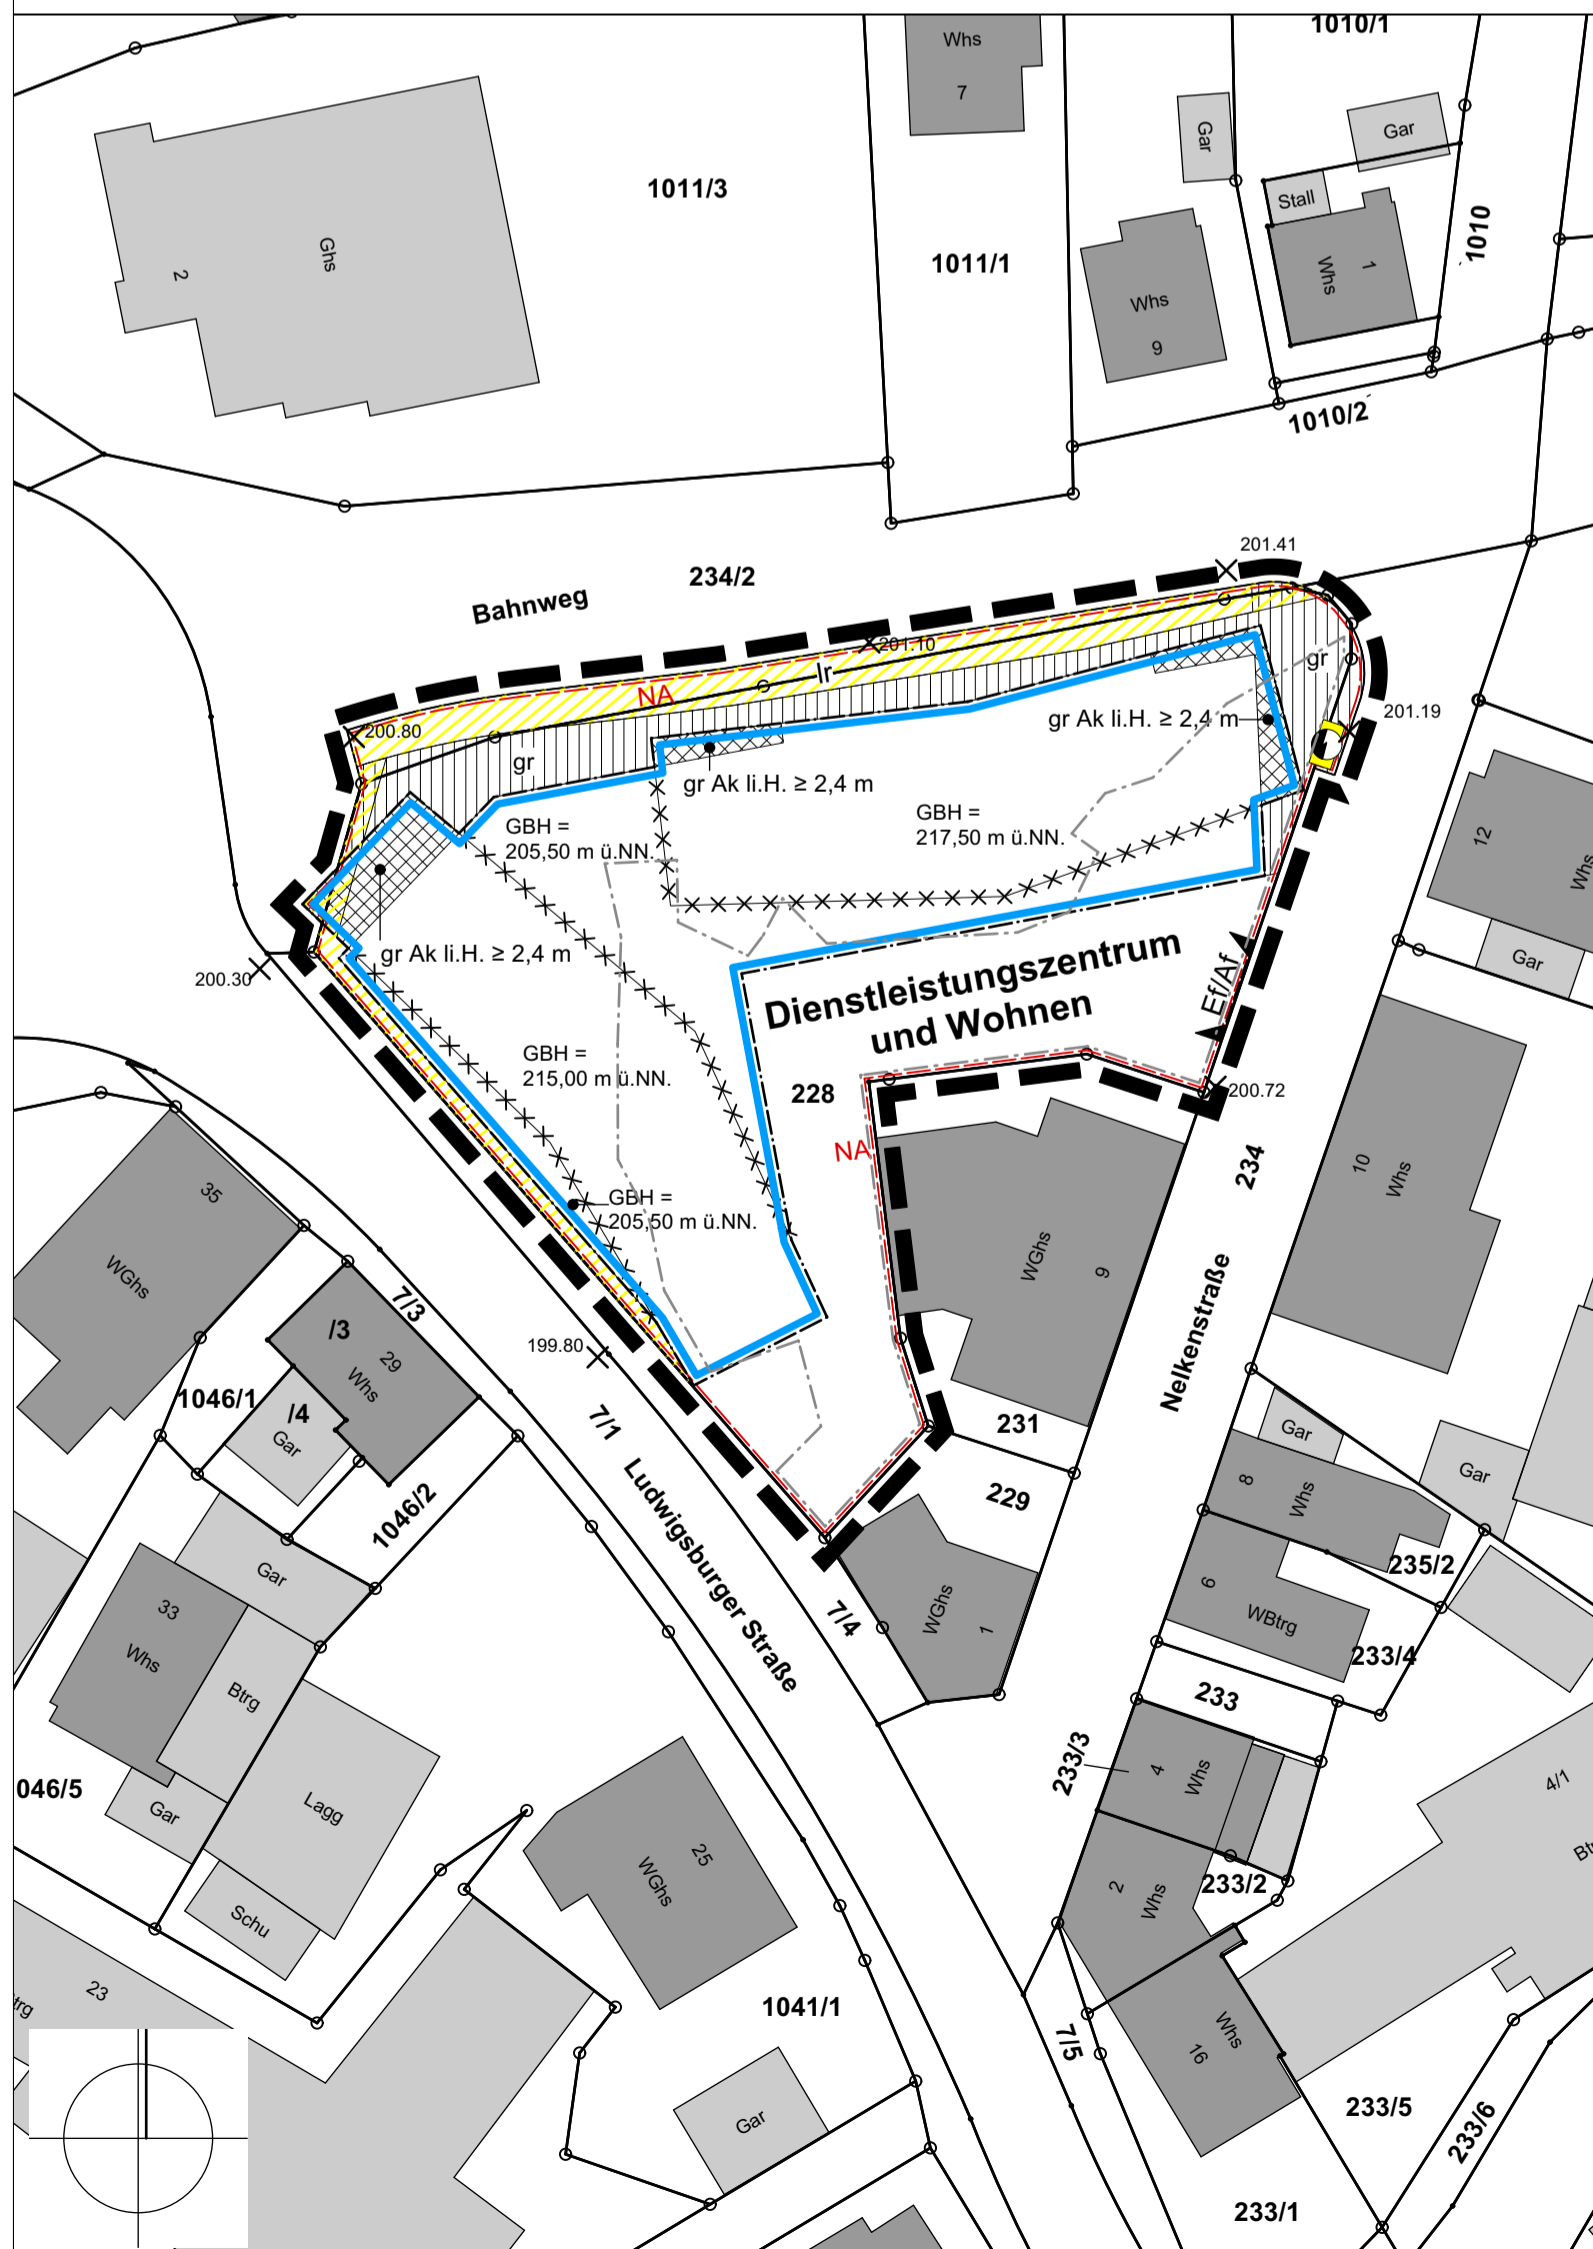 1010/1
Whs
7
Gar
Gar
Stall
1011/3
1010
Ghs
2
1011/1
Whs
1
Whs
9
1010/2
201.41
234/2
Bahnweg
201.10
lr
gr
NA
200.80
gr Ak li.H. ≥ 2,4 m
201.19
gr
gr Ak li.H. ≥ 2,4 m
GBH =
205,50 m ü.NN.
GBH =
217,50 m ü.NN.
12
Whs
gr Ak li.H. ≥ 2,4 m
200.30
Dienstleistungszentrum
und Wohnen
Ef/Af
Gar
GBH =
215,00 m ü.NN.
228
200.72
NA
234
10
Whs
35
WGhs
GBH =
205,50 m ü.NN.
WGhs
9
7/3
/3
29
Whs
199.80
Nelkenstraße
1046/1
/4
Gar
7/1
231
Gar
Gar
1046/2
Ludwigsburger Straße
229
8
Whs
235/2
Gar
33
Whs
7/4
WGhs
1
6
WBtrg
233/4
Btrg
233
046/5
Gar
Lagg
233/3
4
Whs
4/1
25
WGhs
2
Whs
233/2
Schu
23
1041/1
7/5
Whs
16
Gar
233/5
233/6
233/1